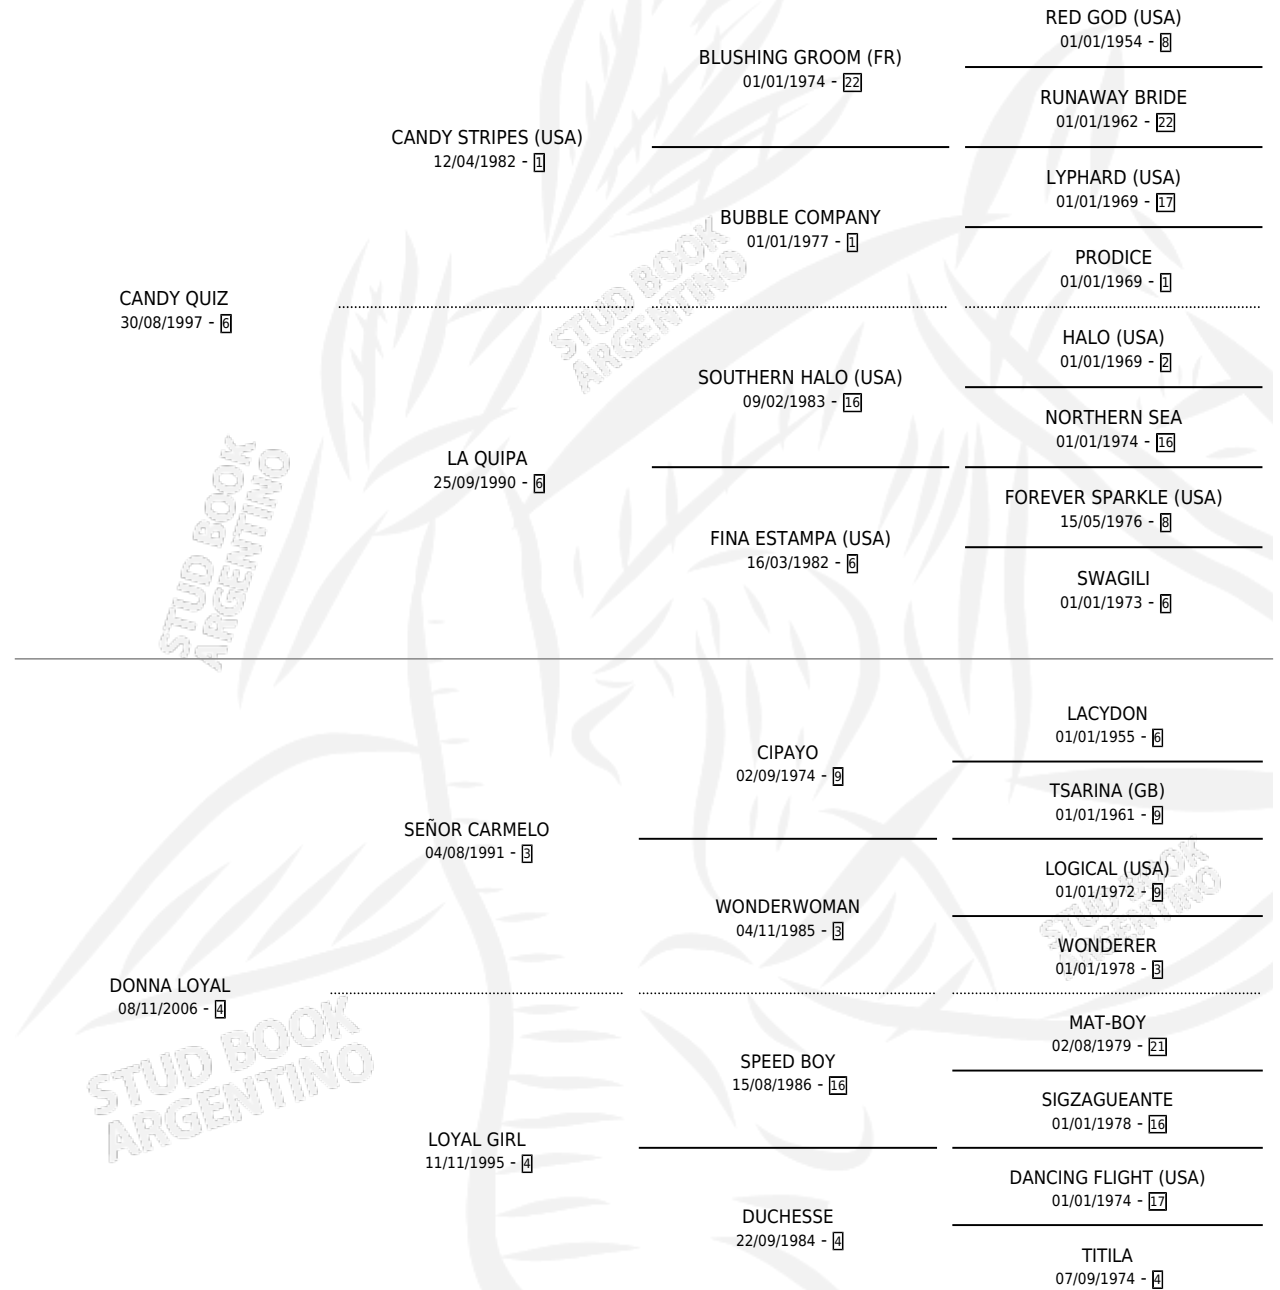 RED GOD (USA)
01/01/1954 - 8
BLUSHING GROOM (FR)
01/01/1974 - 22
RUNAWAY BRIDE
01/01/1962 - 22
CANDY STRIPES (USA)
12/04/1982 - 1
LYPHARD (USA)
01/01/1969 - 17
BUBBLE COMPANY
01/01/1977 - 1
PRODICE
01/01/1969 - 1
CANDY QUIZ
30/08/1997 - 6
HALO (USA)
01/01/1969 - 2
SOUTHERN HALO (USA)
09/02/1983 - 16
NORTHERN SEA
01/01/1974 - 16
LA QUIPA
25/09/1990 - 6
FOREVER SPARKLE (USA)
15/05/1976 - 8
FINA ESTAMPA (USA)
16/03/1982 - 6
SWAGILI
01/01/1973 - 6
LACYDON
01/01/1955 - 6
CIPAYO
02/09/1974 - 9
TSARINA (GB)
01/01/1961 - 9
SEÑOR CARMELO
04/08/1991 - 3
LOGICAL (USA)
01/01/1972 - 9
WONDERWOMAN
04/11/1985 - 3
WONDERER
01/01/1978 - 3
DONNA LOYAL
08/11/2006 - 4
MAT-BOY
02/08/1979 - 21
SPEED BOY
15/08/1986 - 16
SIGZAGUEANTE
01/01/1978 - 16
LOYAL GIRL
11/11/1995 - 4
DANCING FLIGHT (USA)
01/01/1974 - 17
DUCHESSE
22/09/1984 - 4
TITILA
07/09/1974 - 4
STUD BOOK
ARGENTINO
STUD BOOK
ARGENTINO
STUD BOOK
ARGENTINO
STUD BOOK
ARGENTINO